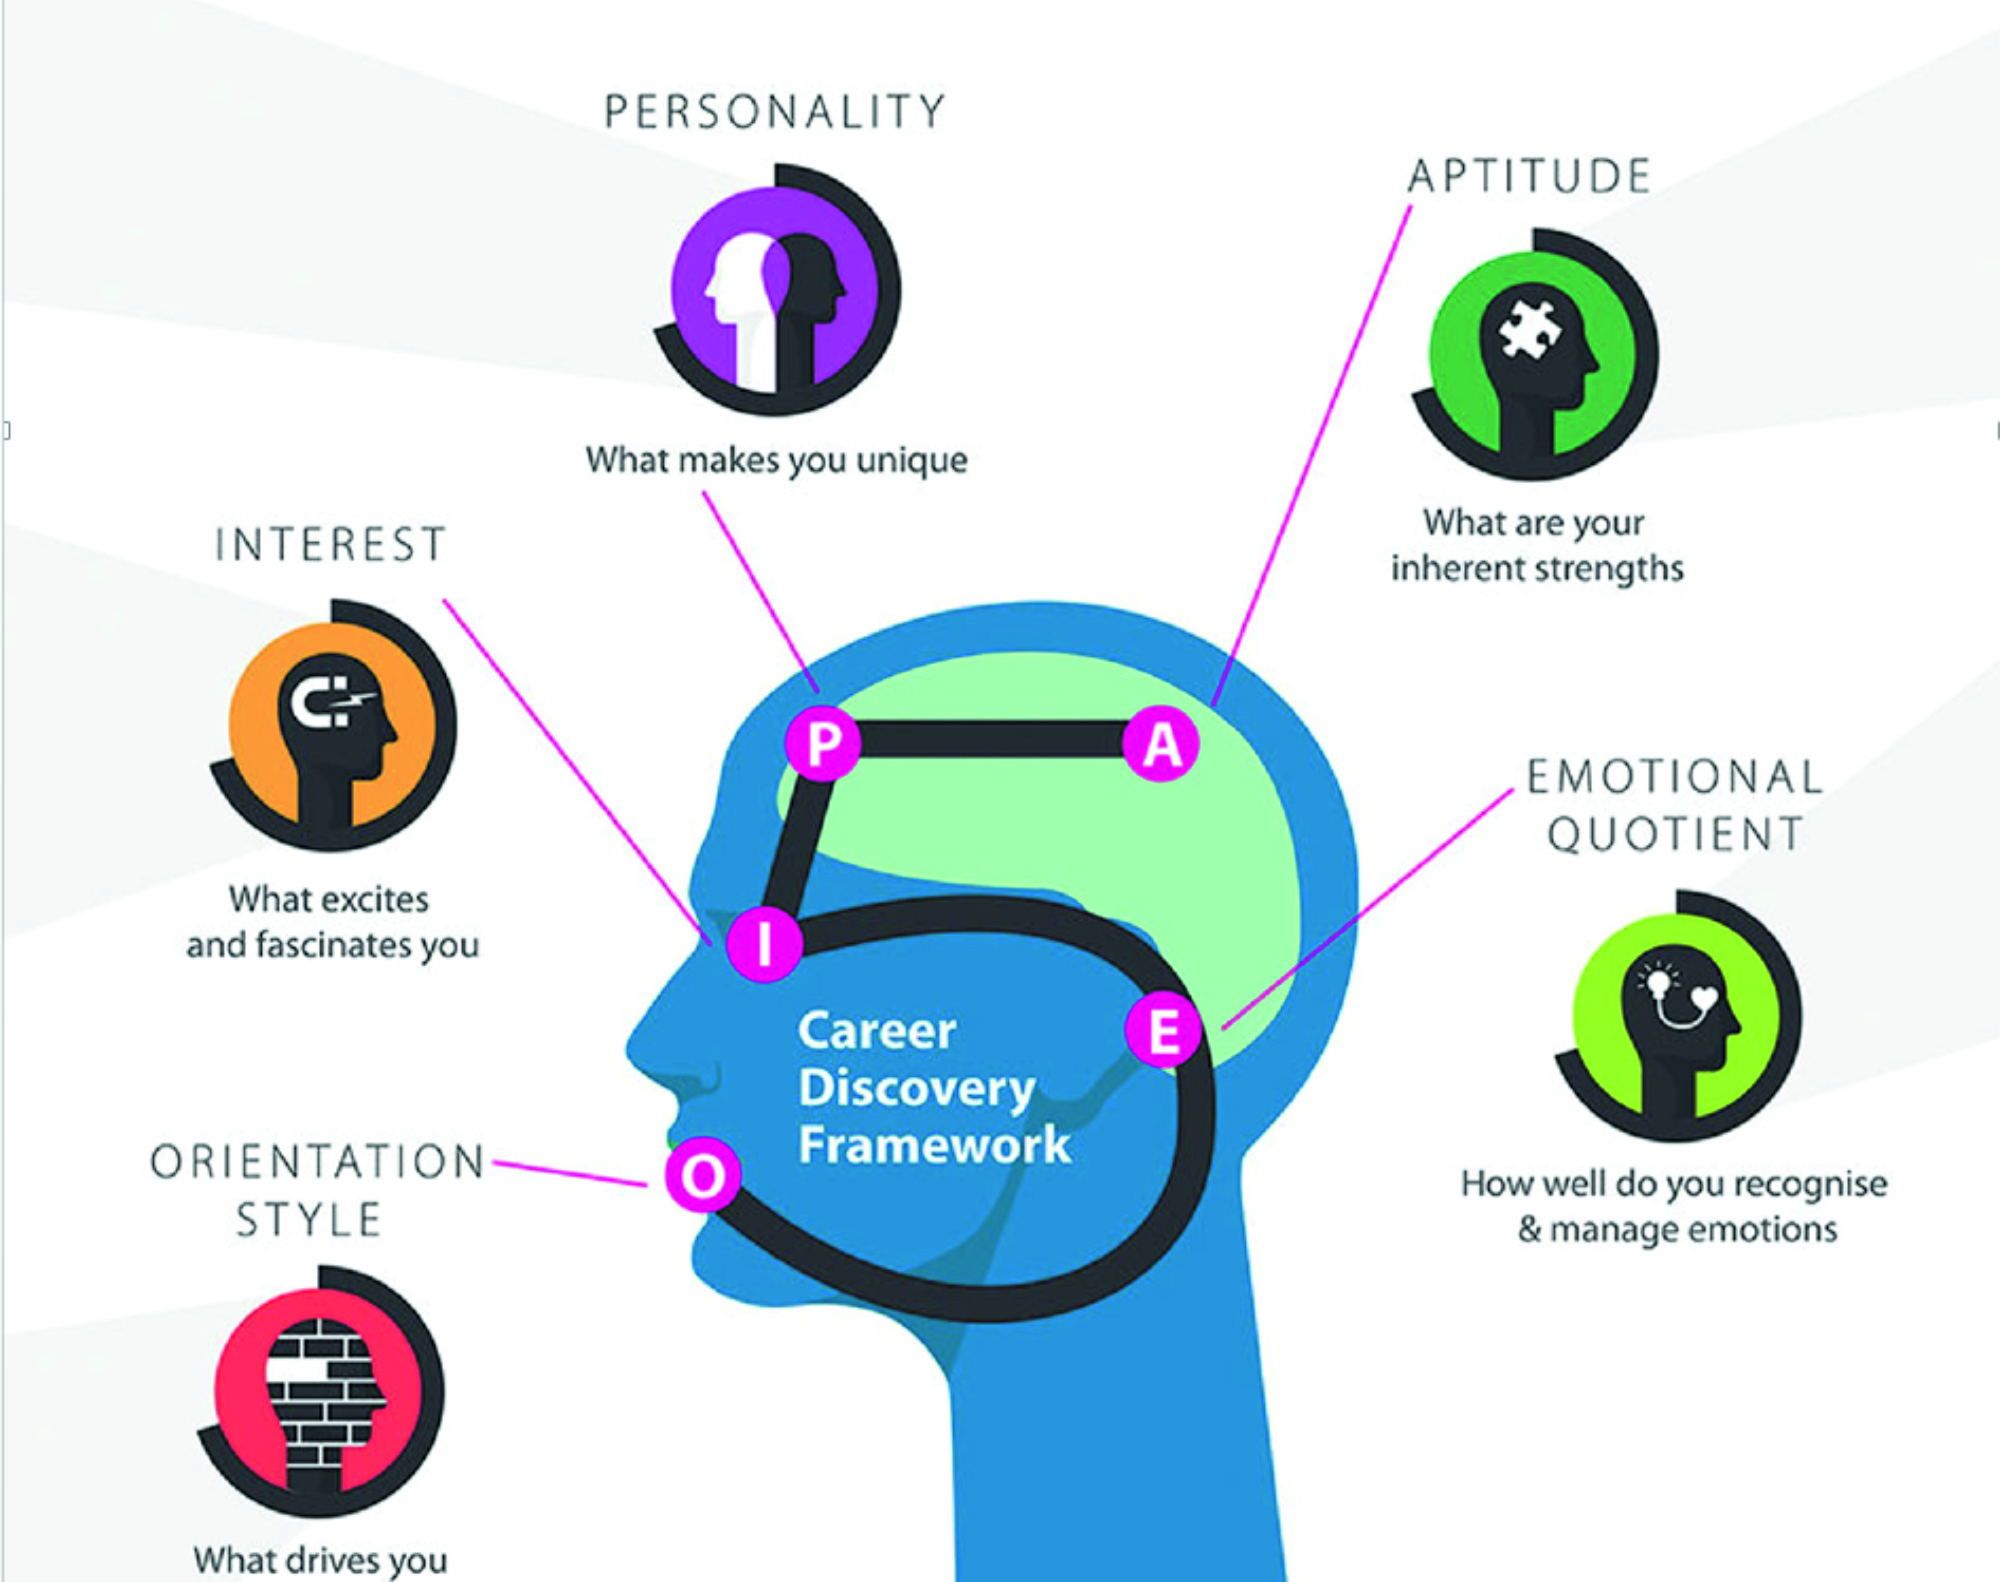 PERSONALITY
What makes you unique
APTITUDE
What are your
inherent strengths
INTEREST
What excites
and fascinates you
EMOTIONAL
QUOTIENT
How well do you recognise
& manage emotions
ORIENTATION
STYLE
What drives you
P
A
I
E
O
Career
Discovery
Framework